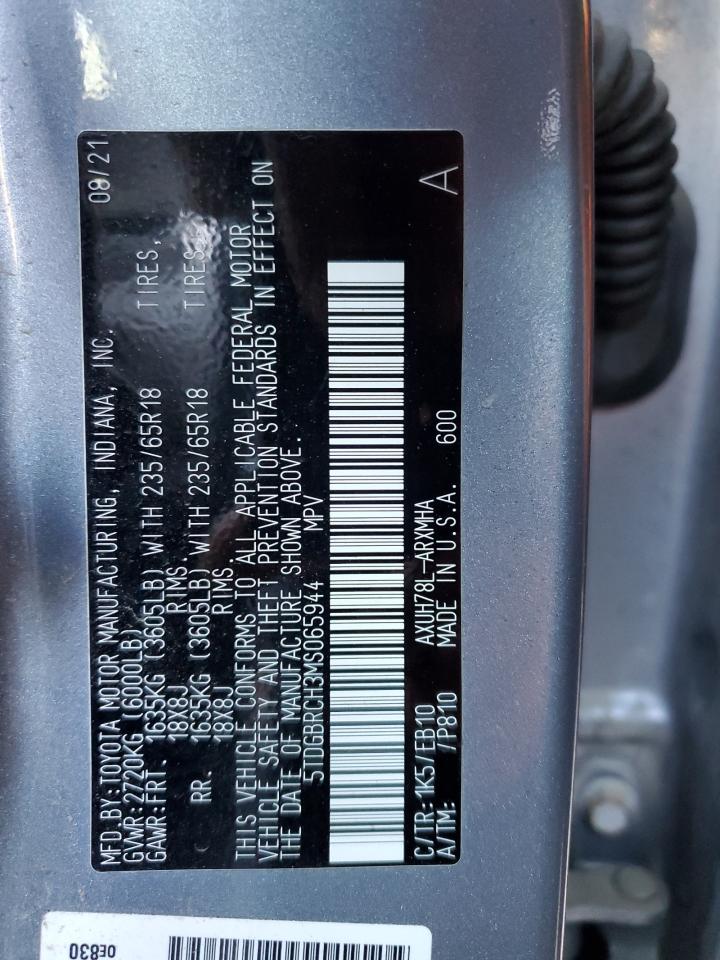 MFD.BY:TOYOTA MOTOR MANUFACTURING, INDIANA, INC. 08/21
GVWR:2720KG (6000LB)
GAWR:FRT. 1635KG (3605LB) WITH 235/65R18 TIRES,
18X8J RIMS
RR. 1635KG (3605LB) WITH 235/65R18 TIRES,
18X8J RIMS.
THIS VEHICLE CONFORMS TO ALL APPLICABLE FEDERAL MOTOR
VEHICLE SAFETY AND THEFT PREVENTION STANDARDS IN EFFECT ON
THE DATE OF MANUFACTURE SHOWN ABOVE.
5TDGBRCH3MS065944 MPV
C/TR:1K5/EB10 AXUH78L-ARXMHA
A/TM: /P810 MADE IN U.S.A. 600 A
0E830